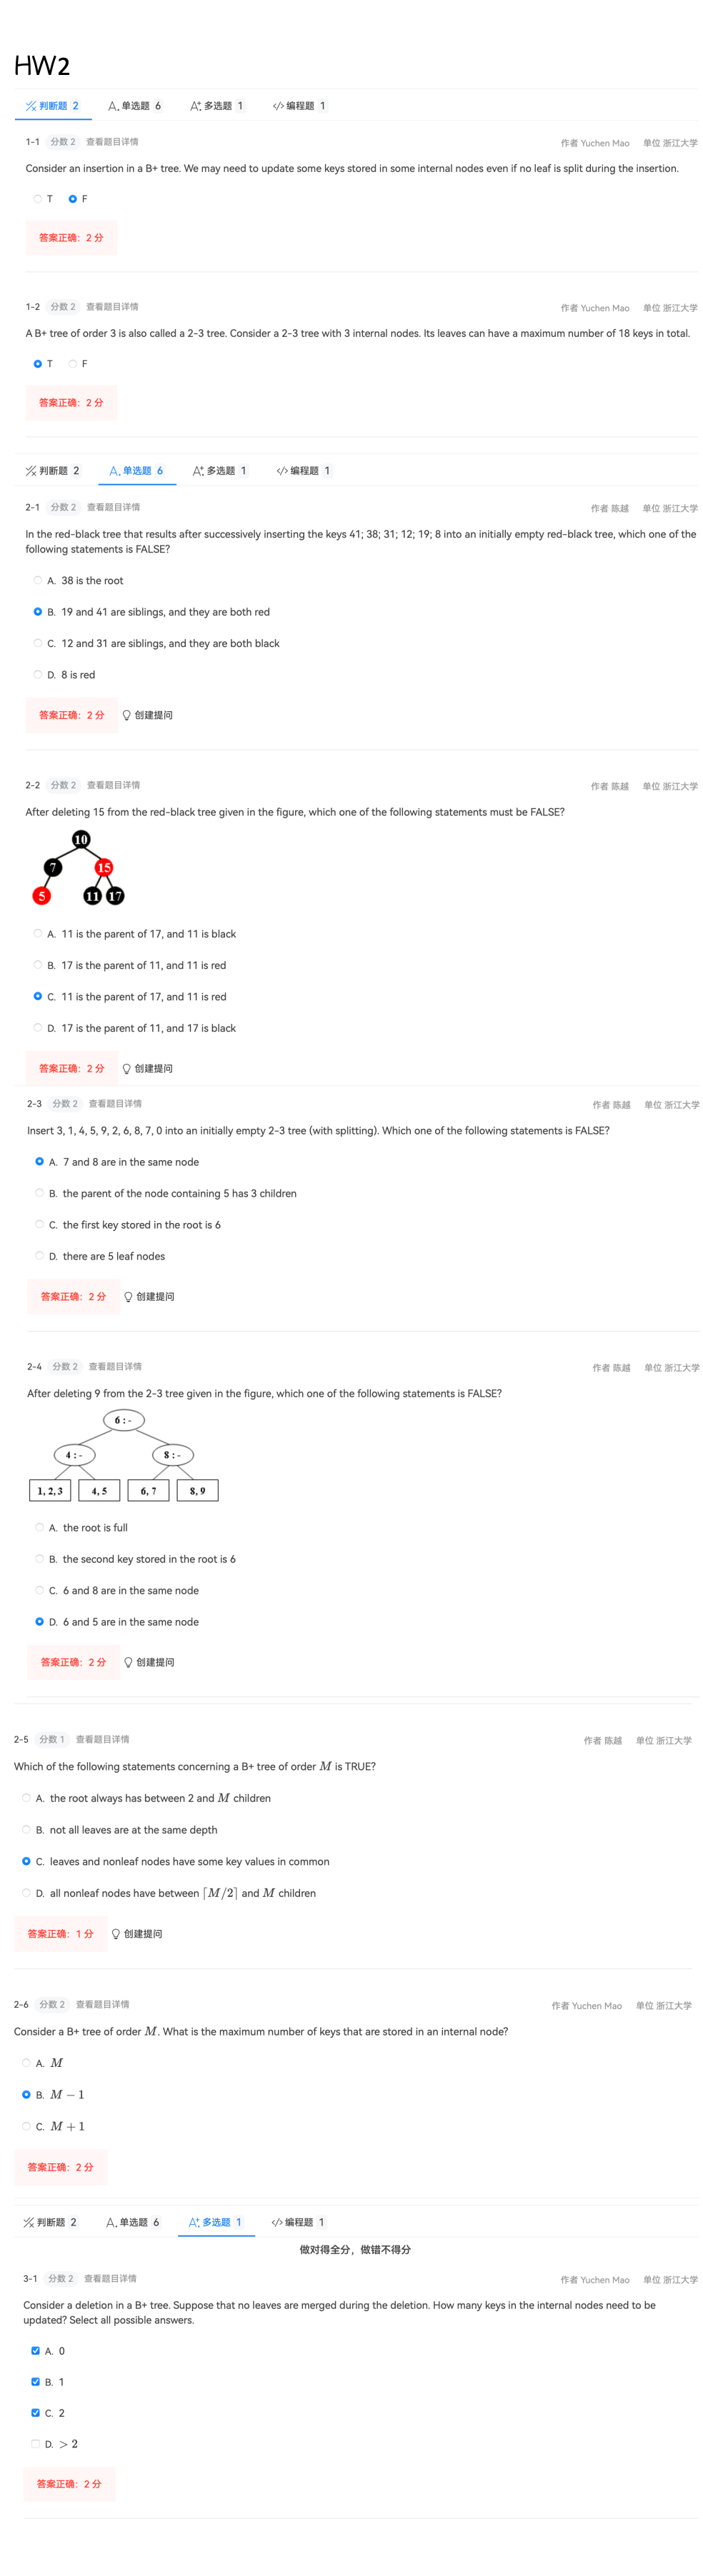 HW2
判断题 2 单选题 6 多选题 1 编程题 1
1-1 分数 2 查看题目详情 作者 Yuchen Mao 单位 浙江大学
Consider an insertion in a B+ tree. We may need to update some keys stored in some internal nodes even if no leaf is split during the insertion.
T F
答案正确：2 分
1-2 分数 2 查看题目详情 作者 Yuchen Mao 单位 浙江大学
A B+ tree of order 3 is also called a 2-3 tree. Consider a 2-3 tree with 3 internal nodes. Its leaves can have a maximum number of 18 keys in total.
T F
答案正确：2 分
判断题 2 单选题 6 多选题 1 编程题 1
2-1 分数 2 查看题目详情 作者 陈越 单位 浙江大学
In the red-black tree that results after successively inserting the keys 41; 38; 31; 12; 19; 8 into an initially empty red-black tree, which one of the
following statements is FALSE?
A. 38 is the root
B. 19 and 41 are siblings, and they are both red
C. 12 and 31 are siblings, and they are both black
D. 8 is red
答案正确：2 分 创建提问
2-2 分数 2 查看题目详情 作者 陈越 单位 浙江大学
After deleting 15 from the red-black tree given in the figure, which one of the following statements must be FALSE?
10
7 15
5 11 17
A. 11 is the parent of 17, and 11 is black
B. 17 is the parent of 11, and 11 is red
C. 11 is the parent of 17, and 11 is red
D. 17 is the parent of 11, and 17 is black
答案正确：2 分 创建提问
2-3 分数 2 查看题目详情 作者 陈越 单位 浙江大学
Insert 3, 1, 4, 5, 9, 2, 6, 8, 7, 0 into an initially empty 2-3 tree (with splitting). Which one of the following statements is FALSE?
A. 7 and 8 are in the same node
B. the parent of the node containing 5 has 3 children
C. the first key stored in the root is 6
D. there are 5 leaf nodes
答案正确：2 分 创建提问
2-4 分数 2 查看题目详情 作者 陈越 单位 浙江大学
After deleting 9 from the 2-3 tree given in the figure, which one of the following statements is FALSE?
6 : -
4 : - 8 : -
1, 2, 3 4, 5 6, 7 8, 9
A. the root is full
B. the second key stored in the root is 6
C. 6 and 8 are in the same node
D. 6 and 5 are in the same node
答案正确：2 分 创建提问
2-5 分数 1 查看题目详情 作者 陈越 单位 浙江大学
Which of the following statements concerning a B+ tree of order M is TRUE?
A. the root always has between 2 and M children
B. not all leaves are at the same depth
C. leaves and nonleaf nodes have some key values in common
D. all nonleaf nodes have between ⌈M/2⌉ and M children
答案正确：1 分 创建提问
2-6 分数 2 查看题目详情 作者 Yuchen Mao 单位 浙江大学
Consider a B+ tree of order M. What is the maximum number of keys that are stored in an internal node?
A. M
B. M − 1
C. M + 1
答案正确：2 分
判断题 2 单选题 6 多选题 1 编程题 1
做对得全分，做错不得分
3-1 分数 2 查看题目详情 作者 Yuchen Mao 单位 浙江大学
Consider a deletion in a B+ tree. Suppose that no leaves are merged during the deletion. How many keys in the internal nodes need to be
updated? Select all possible answers.
A. 0
B. 1
C. 2
D. > 2
答案正确：2 分